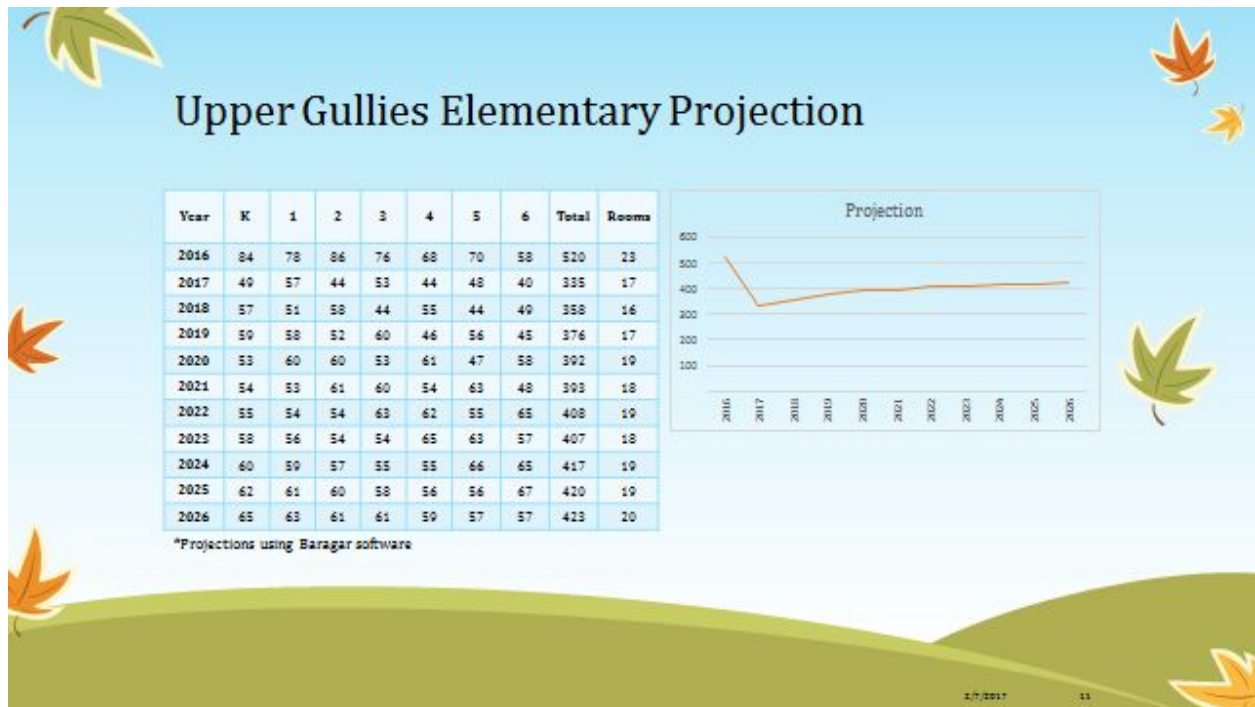 Upper Gullies Elementary Projection
Year K 1 2 3 4 5 6 Total Rooms
2016 84 78 86 76 68 70 58 520 23
2017 49 57 44 53 44 48 40 335 17
2018 57 51 58 44 55 44 49 358 16
2019 59 58 52 60 46 56 45 376 17
2020 53 60 60 53 61 47 58 392 19
2021 54 53 61 60 54 63 48 393 18
2022 55 54 54 63 62 55 65 408 19
2023 58 56 54 54 65 63 57 407 18
2024 60 59 57 55 55 66 65 417 19
2025 62 61 60 58 56 56 67 420 19
2026 65 63 61 61 59 57 57 423 20
*Projections using Baragar software
Projection
600
500
400
300
200
100
2016 2017 2018 2019 2020 2021 2022 2023 2024 2025 2026
2/7/2017 11